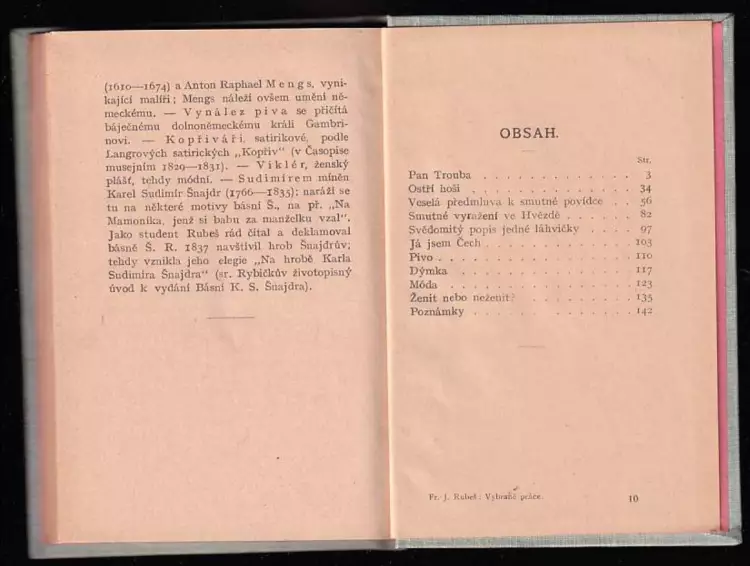 (1610—1674) a Anton Raphael Mengs, vyni-
kající malíři; Mengs náleží ovšem umění ně-
meckému. — Vynález piva se přičítá
báječnému dolnoněmeckému králi Gambri-
novi. — Kopřiváři, satirikové, podle
Langrových satirických „Kopřiv“ (v Časopise
musejním 1829—1831). — Viklér, ženský
plášť, tehdy módní. — Sudimírem míněn
Karel Sudimír Šnajdr (1766—1835); naráží se
tu na některé motivy básní Š., na př. „Na
Mamonika, jenž si babu za manželku vzal“.
Jako student Rubeš rád čítal a deklamoval
básně Š. R. 1837 navštívil hrob Šnajdrův;
tehdy vznikla jeho elegie „Na hrobě Karla
Sudimíra Šnajdra“ (sr. Rybičkův životopisný
úvod k vydání Básní K. S. Šnajdra).
OBSAH.
Str.
Pan Trouba . . . . . . . . . . . . . 3
Ostří hoši . . . . . . . . . . . . . 34
Veselá předmluva k smutné povídce . . 56
Smutné vyražení ve Hvězdě . . . . . . 82
Svědomitý popis jedné láhvičky . . . . 97
Já jsem Čech . . . . . . . . . . . . 103
Pivo . . . . . . . . . . . . . . . 110
Dýmka . . . . . . . . . . . . . . 117
Móda . . . . . . . . . . . . . . . 123
Ženit nebo neženit? . . . . . . . . . 135
Poznámky . . . . . . . . . . . . . 142
Fr. J. Rubeš: Vybrané práce. 10